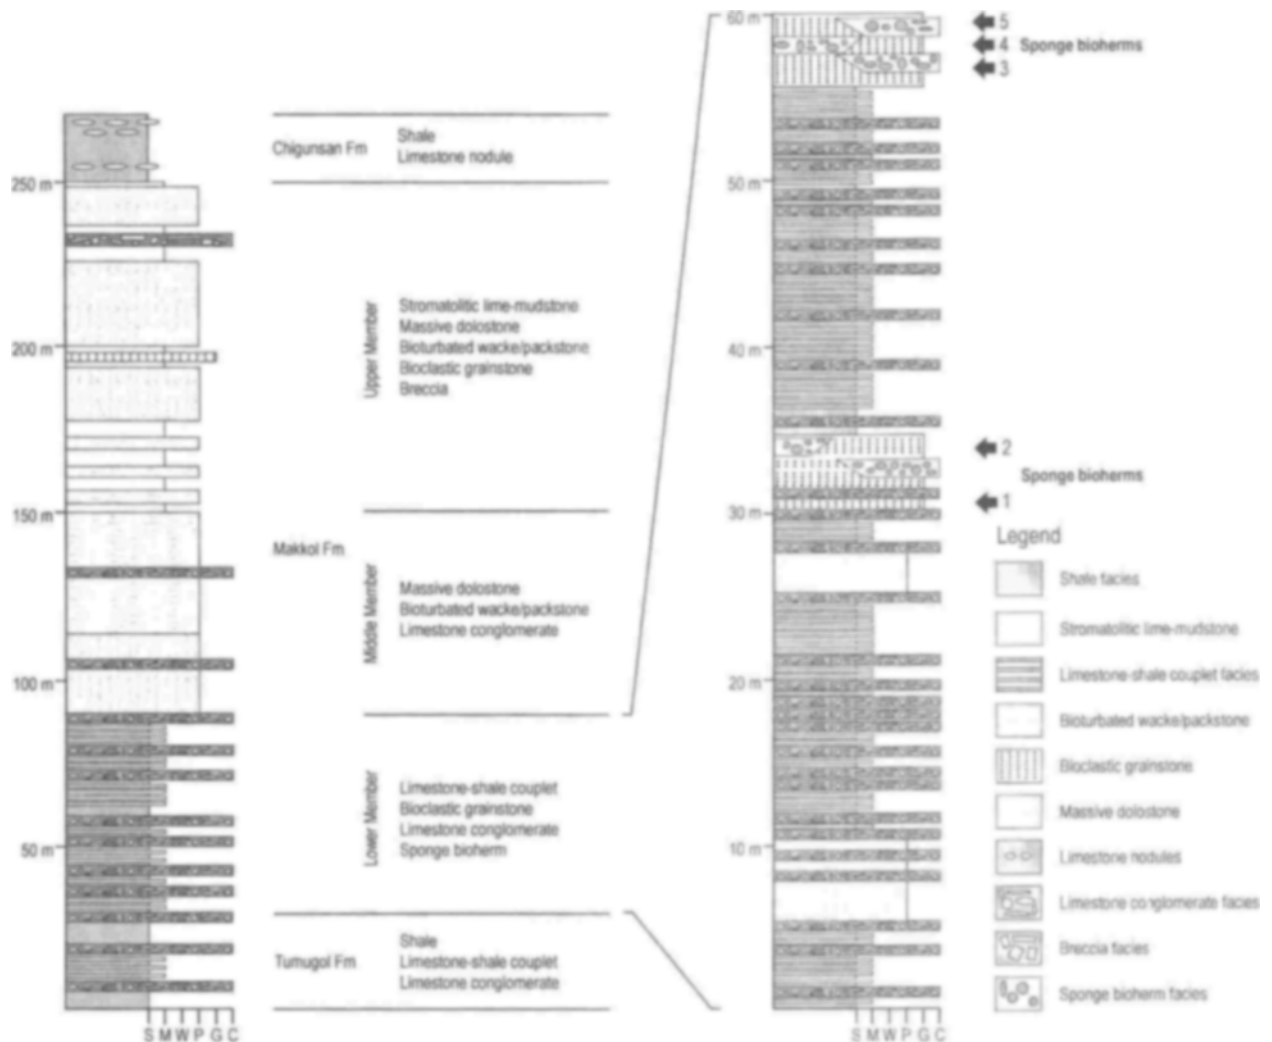 60 m
5
4 Sponge bioherms
3
Chigunsan Fm
Shale
Limestone nodule
250 m
50 m
Upper Member
Stromatolitic lime-mudstone
Massive dolostone
Bioturbated wacke/packstone
Bioclastic grainstone
Breccia
200 m
40 m
2
Sponge bioherms
1
150 m
30 m
Makkol Fm
Middle Member
Massive dolostone
Bioturbated wacke/packstone
Limestone conglomerate
Legend
Shale facies
Stromatolitic lime-mudstone
Limestone-shale couplet facies
Bioturbated wacke/packstone
Bioclastic grainstone
Massive dolostone
Limestone nodules
Limestone conglomerate facies
Breccia facies
Sponge bioherm facies
100 m
20 m
Lower Member
Limestone-shale couplet
Bioclastic grainstone
Limestone conglomerate
Sponge bioherm
50 m
10 m
Tumugol Fm
Shale
Limestone-shale couplet
Limestone conglomerate
S M W P G C
S M W P G C